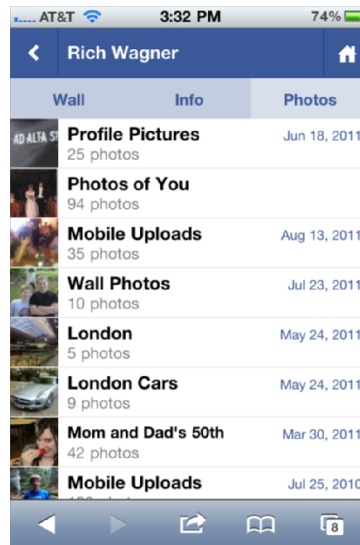 AT&T 3:32 PM 74%
Rich Wagner
Wall Info Photos
AD ALTA
Profile Pictures Jun 18, 2011
25 photos
Photos of You
94 photos
Mobile Uploads Aug 13, 2011
35 photos
Wall Photos Jul 23, 2011
10 photos
London May 24, 2011
5 photos
London Cars May 24, 2011
9 photos
Mom and Dad's 50th Mar 30, 2011
42 photos
Mobile Uploads Jul 25, 2010
8